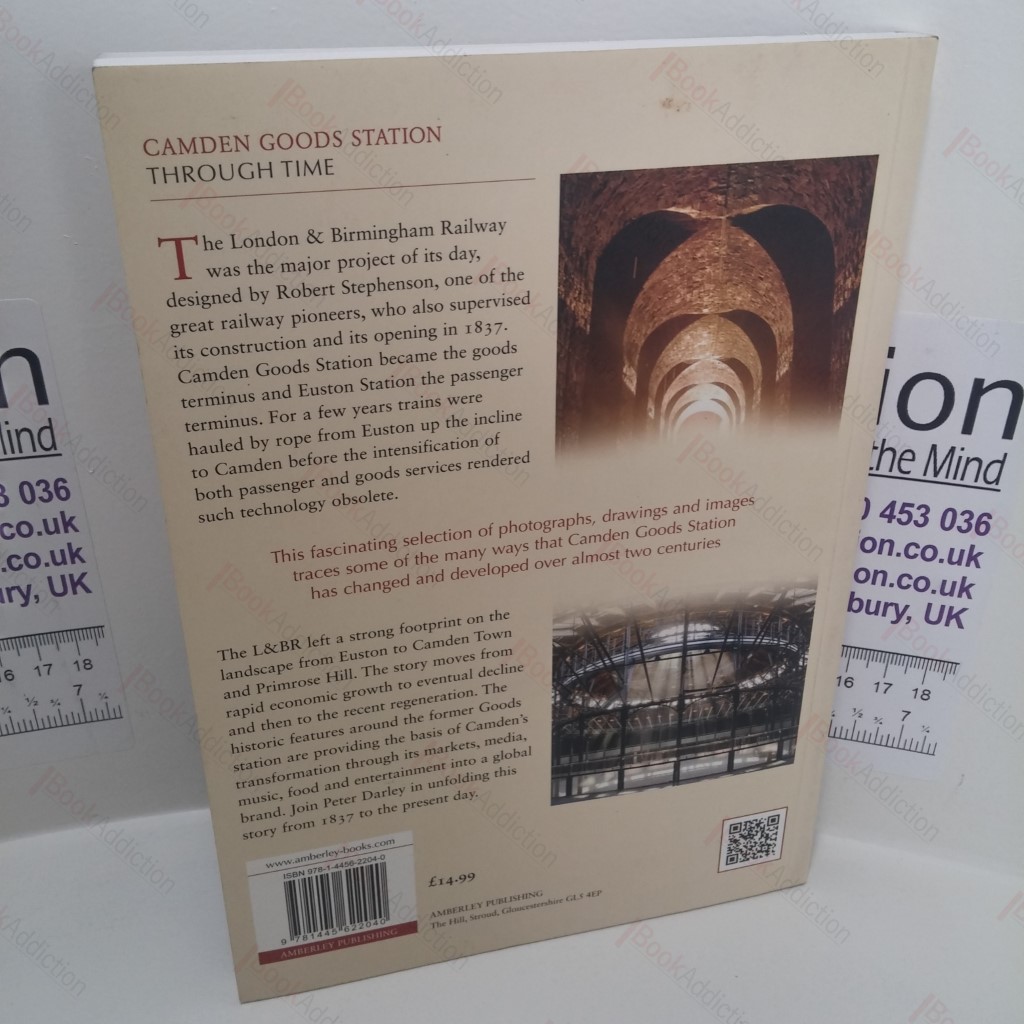 CAMDEN GOODS STATION
THROUGH TIME
The London & Birmingham Railway
was the major project of its day,
designed by Robert Stephenson, one of the
great railway pioneers, who also supervised
its construction and its opening in 1837.
Camden Goods Station became the goods
terminus and Euston Station the passenger
terminus. For a few years trains were
hauled by rope from Euston up the incline
to Camden before the intensification of
both passenger and goods services rendered
such technology obsolete.
This fascinating selection of photographs, drawings and images
traces some of the many ways that Camden Goods Station
has changed and developed over almost two centuries
The L&BR left a strong footprint on the
landscape from Euston to Camden Town
and Primrose Hill. The story moves from
rapid economic growth to eventual decline
and then to the recent regeneration. The
historic features around the former Goods
station are providing the basis of Camden's
transformation through its markets, media,
music, food and entertainment into a global
brand. Join Peter Darley in unfolding this
story from 1837 to the present day.
www.amberley-books.com
ISBN 978-1-4456-2204-0
9 781445 622040
AMBERLEY PUBLISHING
£14.99
AMBERLEY PUBLISHING
The Hill, Stroud, Gloucestershire GL5 4EP
n
lind
3 036
.co.uk
.co.uk
ry, UK
16 17 18
7
ion
the Mind
0 453 036
ion.co.uk
on.co.uk
bury, UK
16 17 18
7
BookAddiction